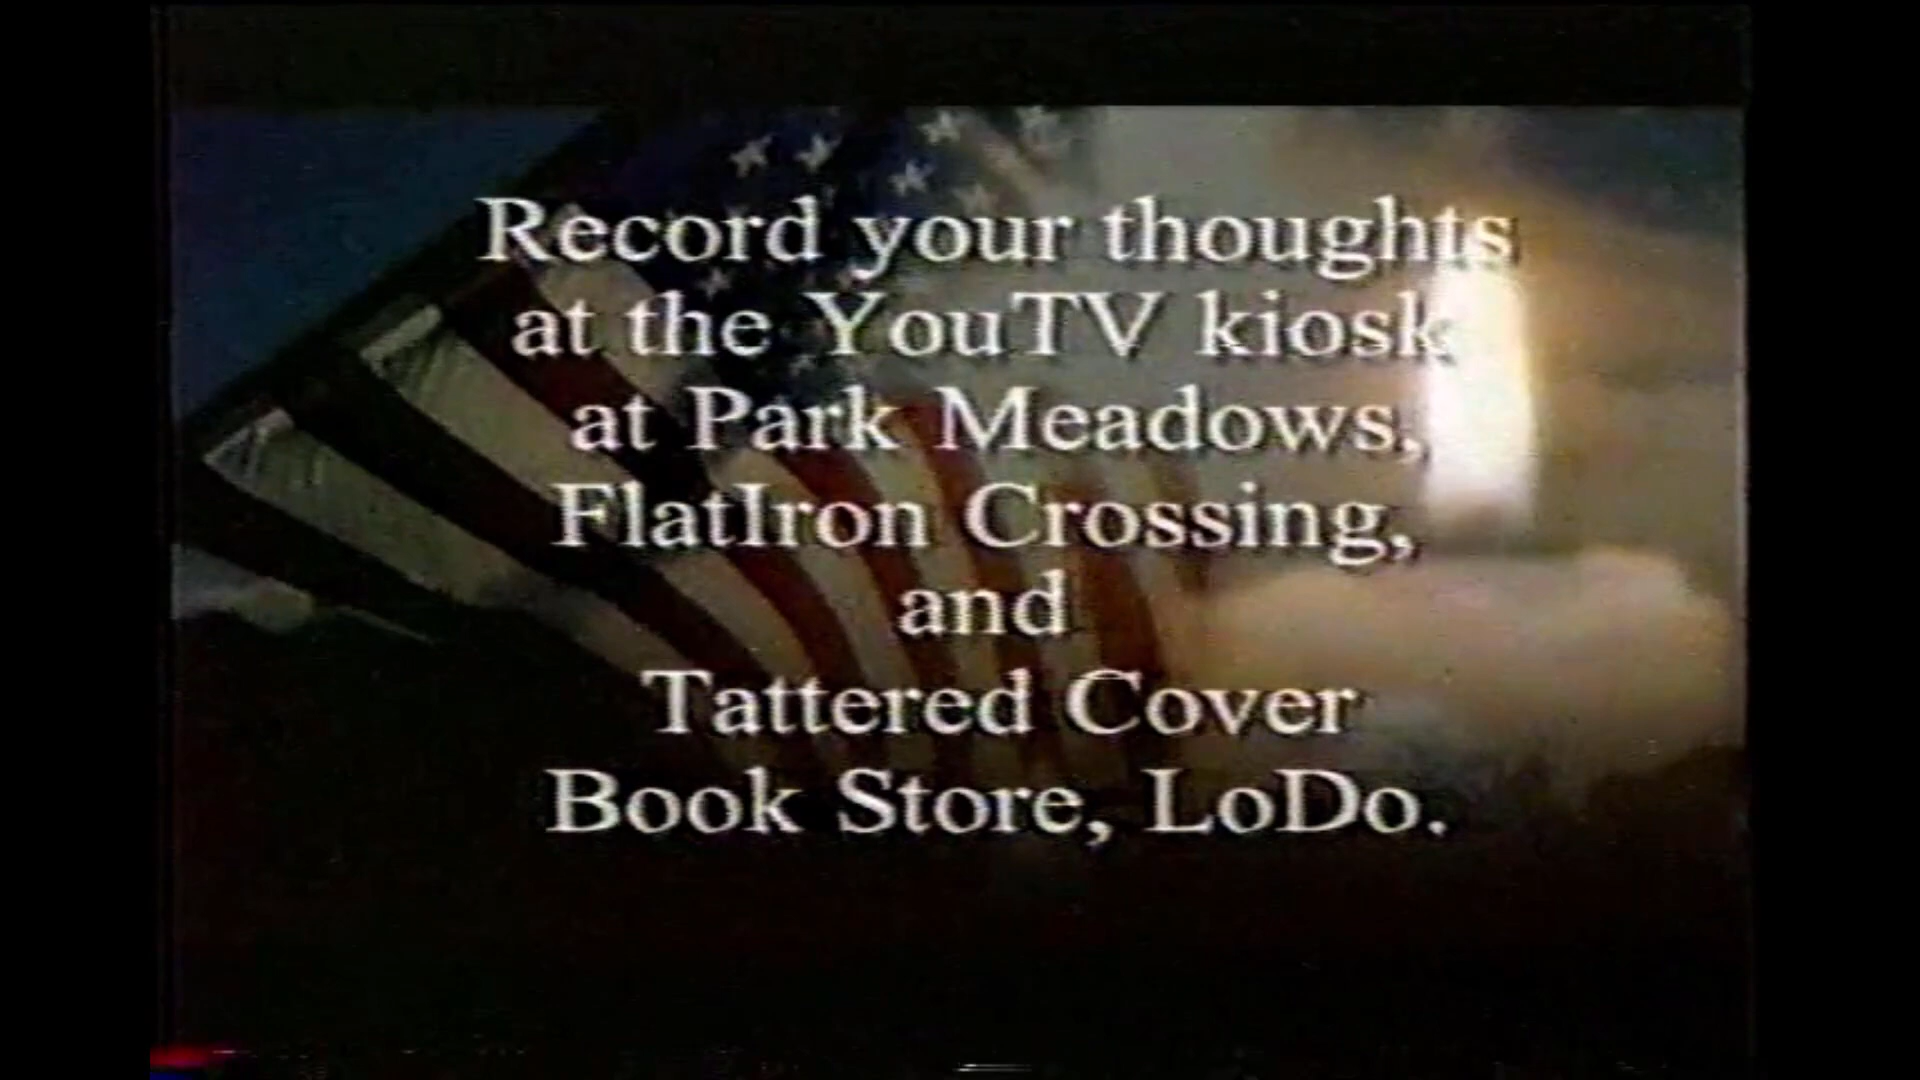 Record your thoughts
at the YouTV kiosk
at Park Meadows,
FlatIron Crossing,
and
Tattered Cover
Book Store, LoDo.